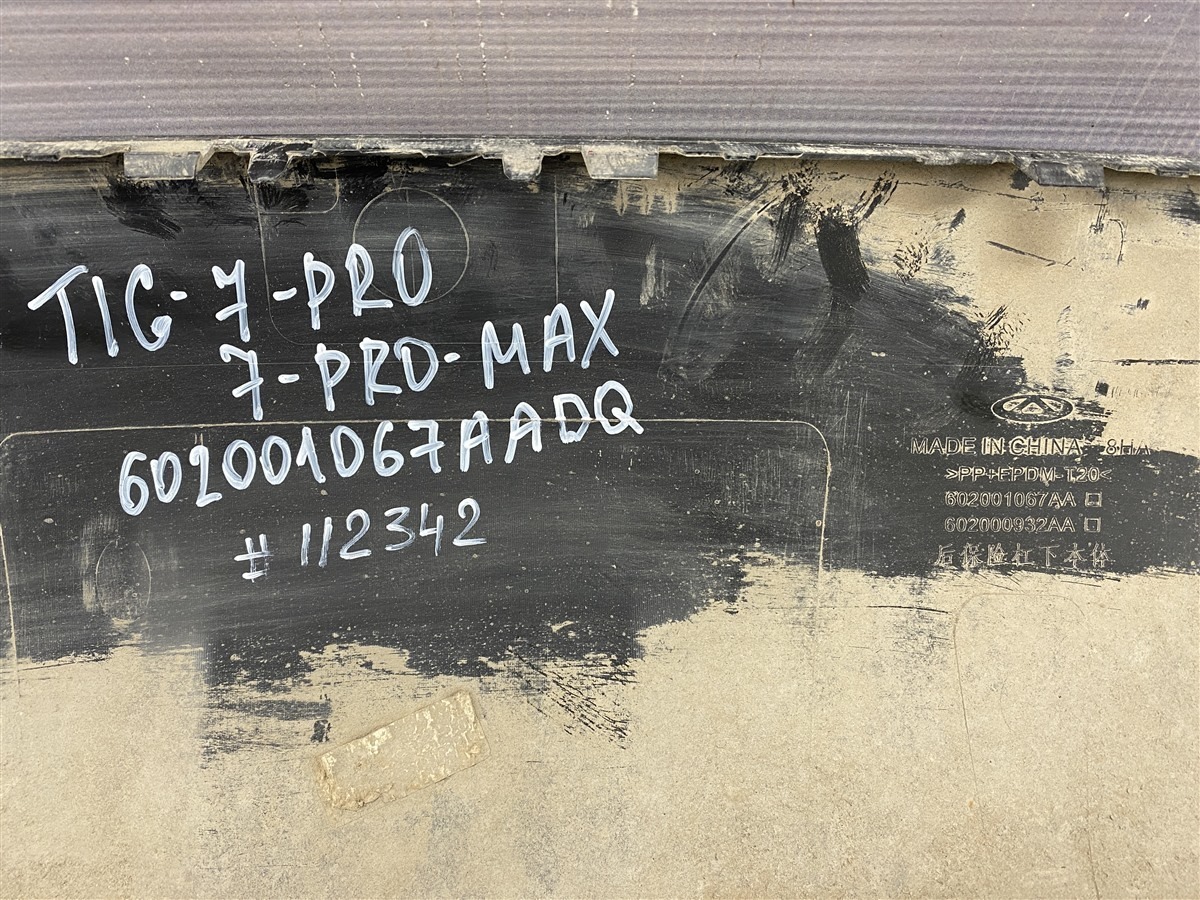 TIG-7-PRO
7-PRO-MAX
602001067AADQ
# 112342
MADE IN CHINA 8HA
>PP+EPDM-T20<
602001067AA □
602000932AA □
后保险杠下本体